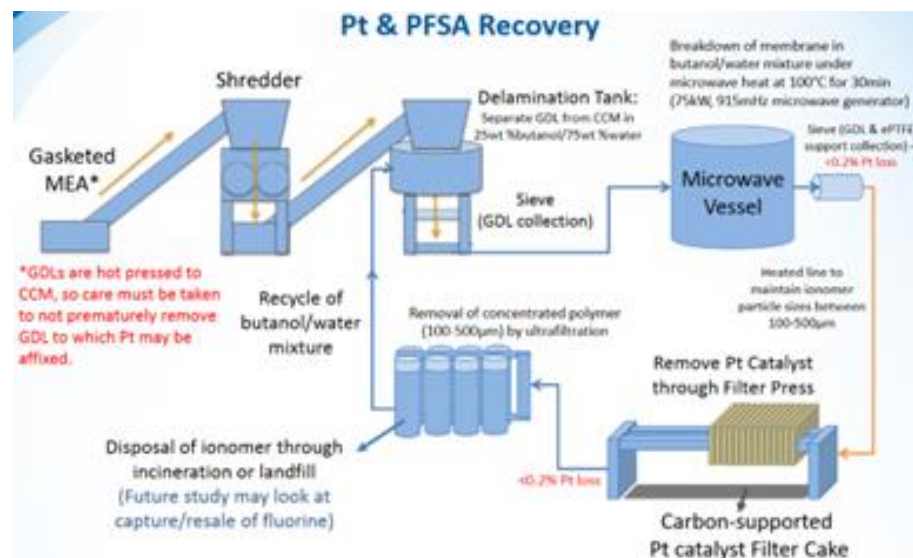 Pt & PFSA Recovery
Shredder
Gasketed
MEA*
*GDLs are hot pressed to
CCM, so care must be taken
to not prematurely remove
GDL to which Pt may be
affixed.
Delamination Tank:
Separate GDL from CCM in
25wt %butanol/75wt %water
Sieve
(GDL collection)
Breakdown of membrane in
butanol/water mixture under
microwave heat at 100°C for 30min
(75kW, 915mHz microwave generator)
Microwave
Vessel
Sieve (GDL & ePTFE
support collection) –
<0.2% Pt loss
Heated line to
maintain ionomer
particle sizes between
100-500µm
Remove Pt Catalyst
through Filter Press
Carbon-supported
Pt catalyst Filter Cake
<0.2% Pt loss
Removal of concentrated polymer
(100-500µm) by ultrafiltration
Recycle of
butanol/water
mixture
Disposal of ionomer through
incineration or landfill
(Future study may look at
capture/resale of fluorine)